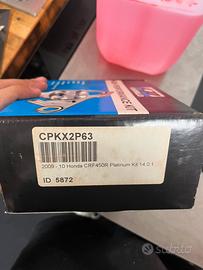 CPKX2P63
2009 - 10 Honda CRF450R Platinum Kit 14.0:1
ID 5872
subito